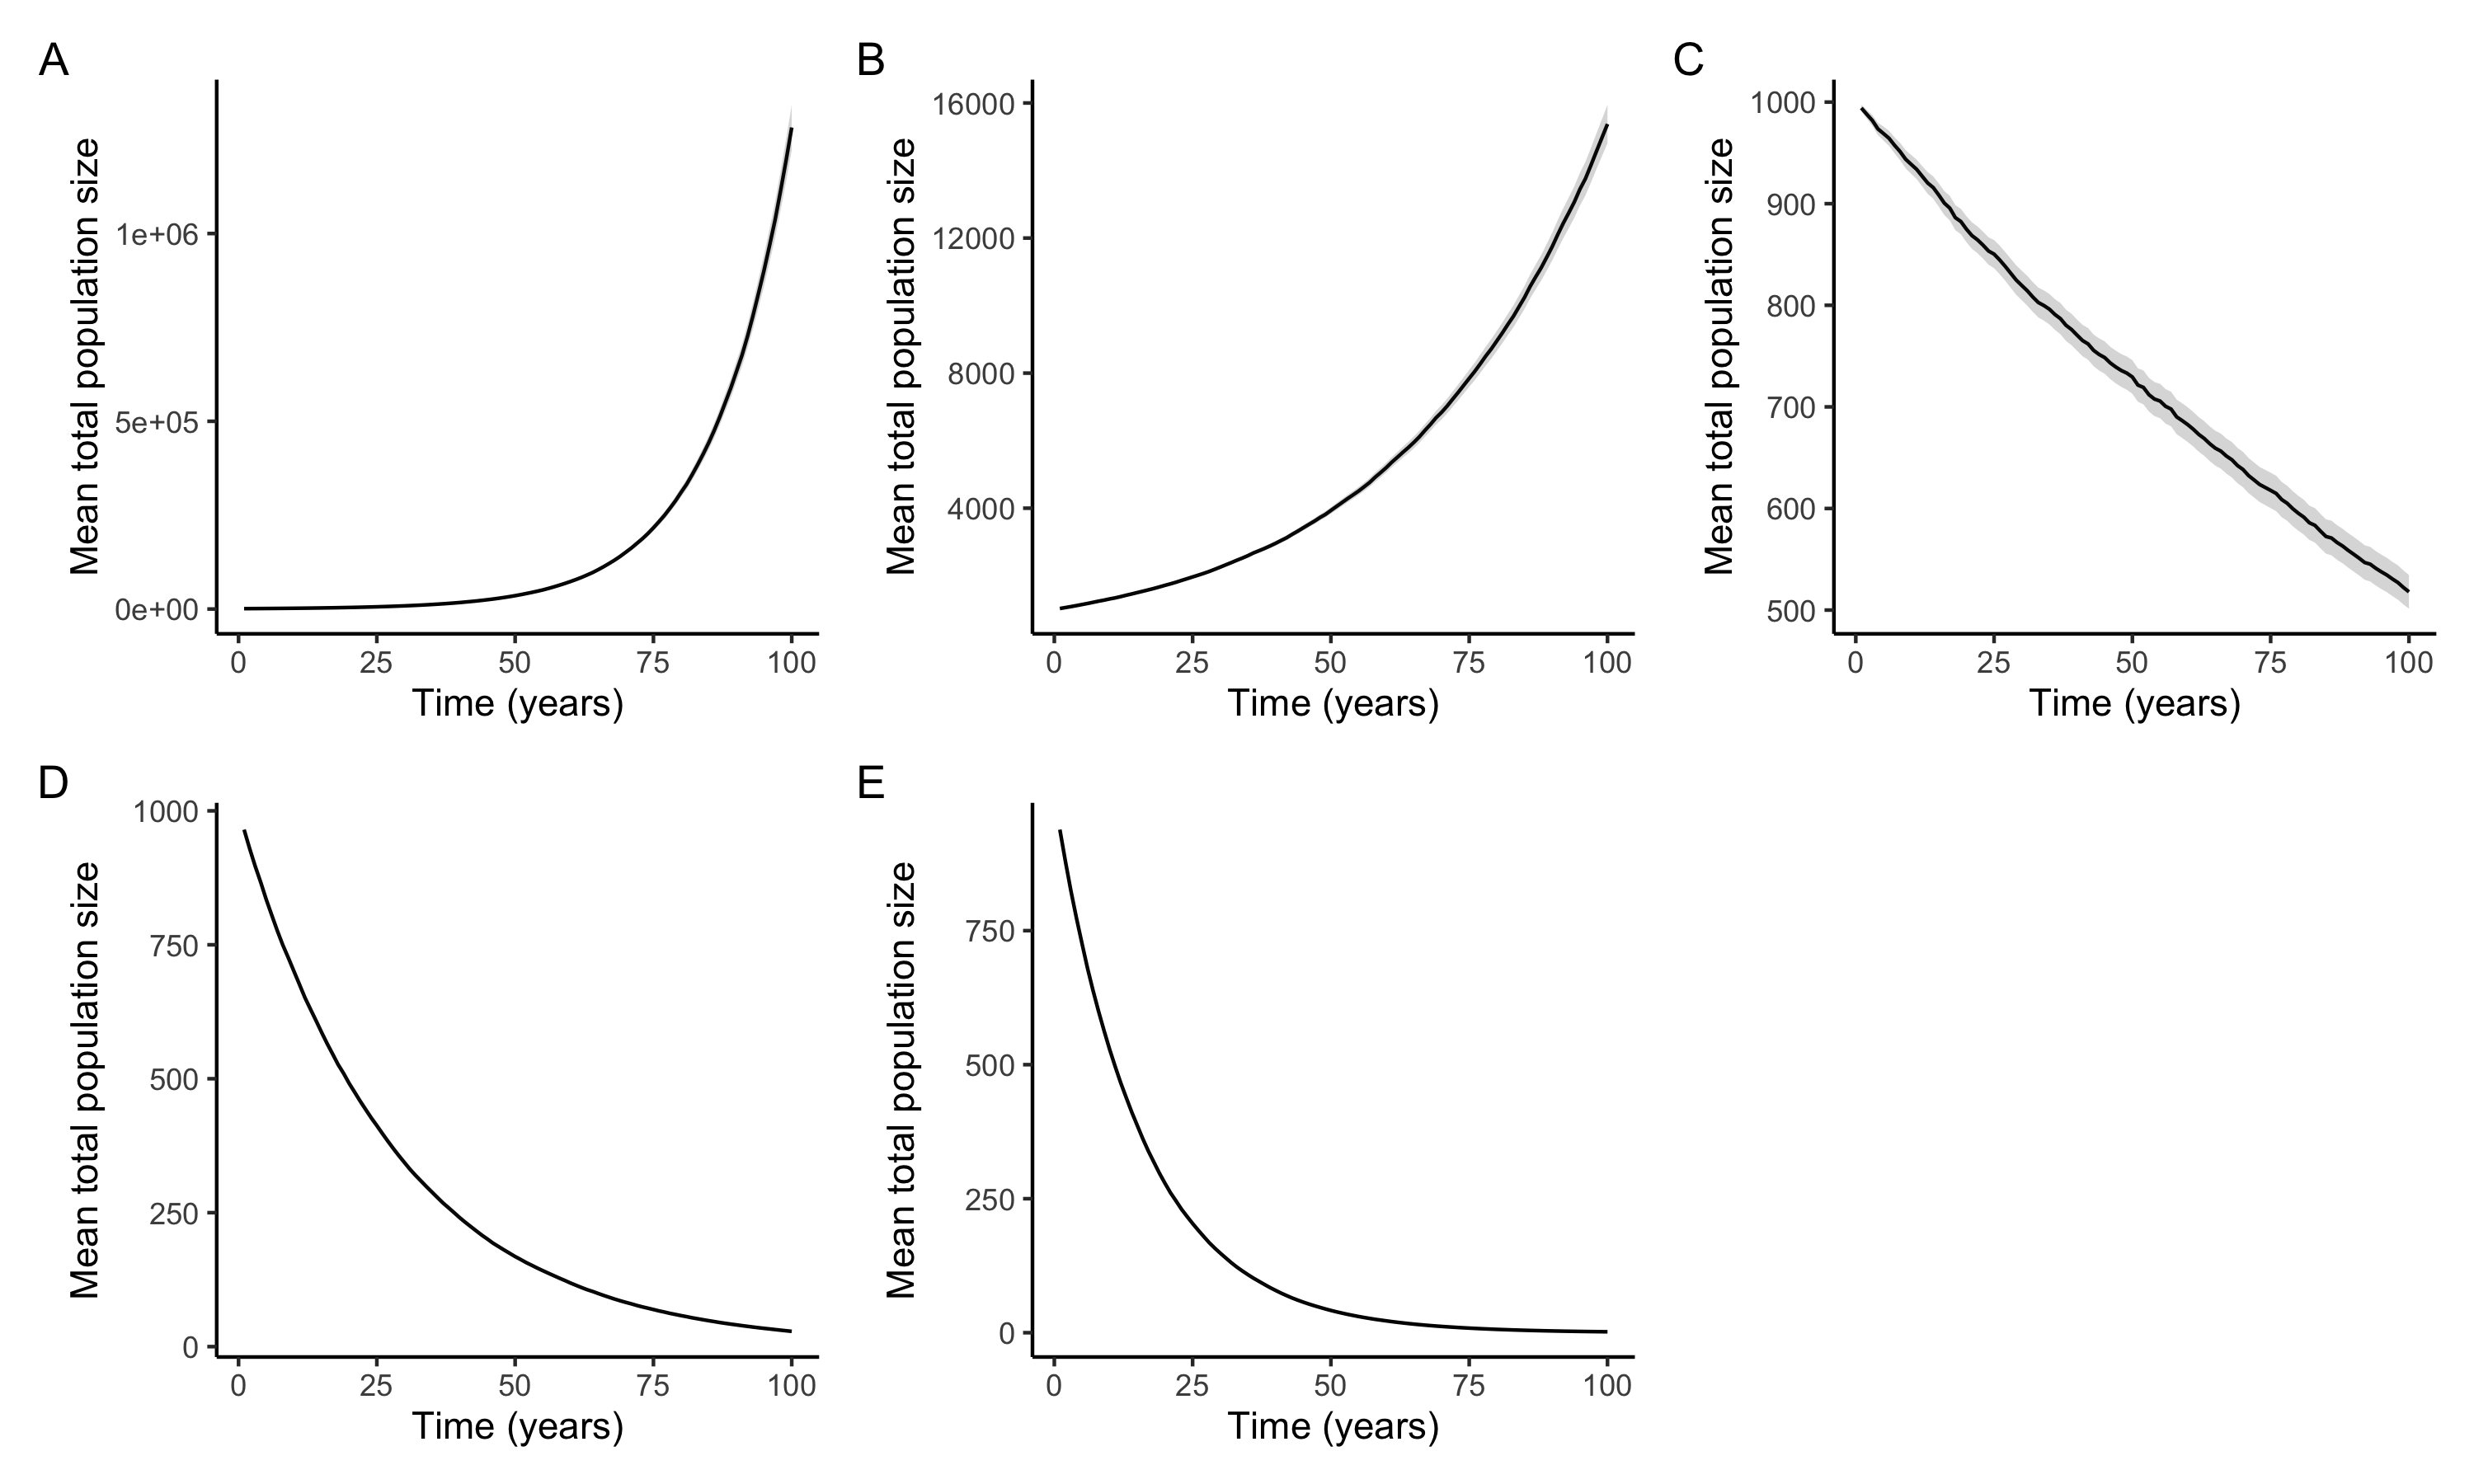 A
Mean total population size
1e+06
5e+05
0e+00
0 25 50 75 100
Time (years)
B
Mean total population size
16000
12000
8000
4000
0 25 50 75 100
Time (years)
C
Mean total population size
1000
900
800
700
600
500
0 25 50 75 100
Time (years)
D
Mean total population size
1000
750
500
250
0
0 25 50 75 100
Time (years)
E
Mean total population size
750
500
250
0
0 25 50 75 100
Time (years)